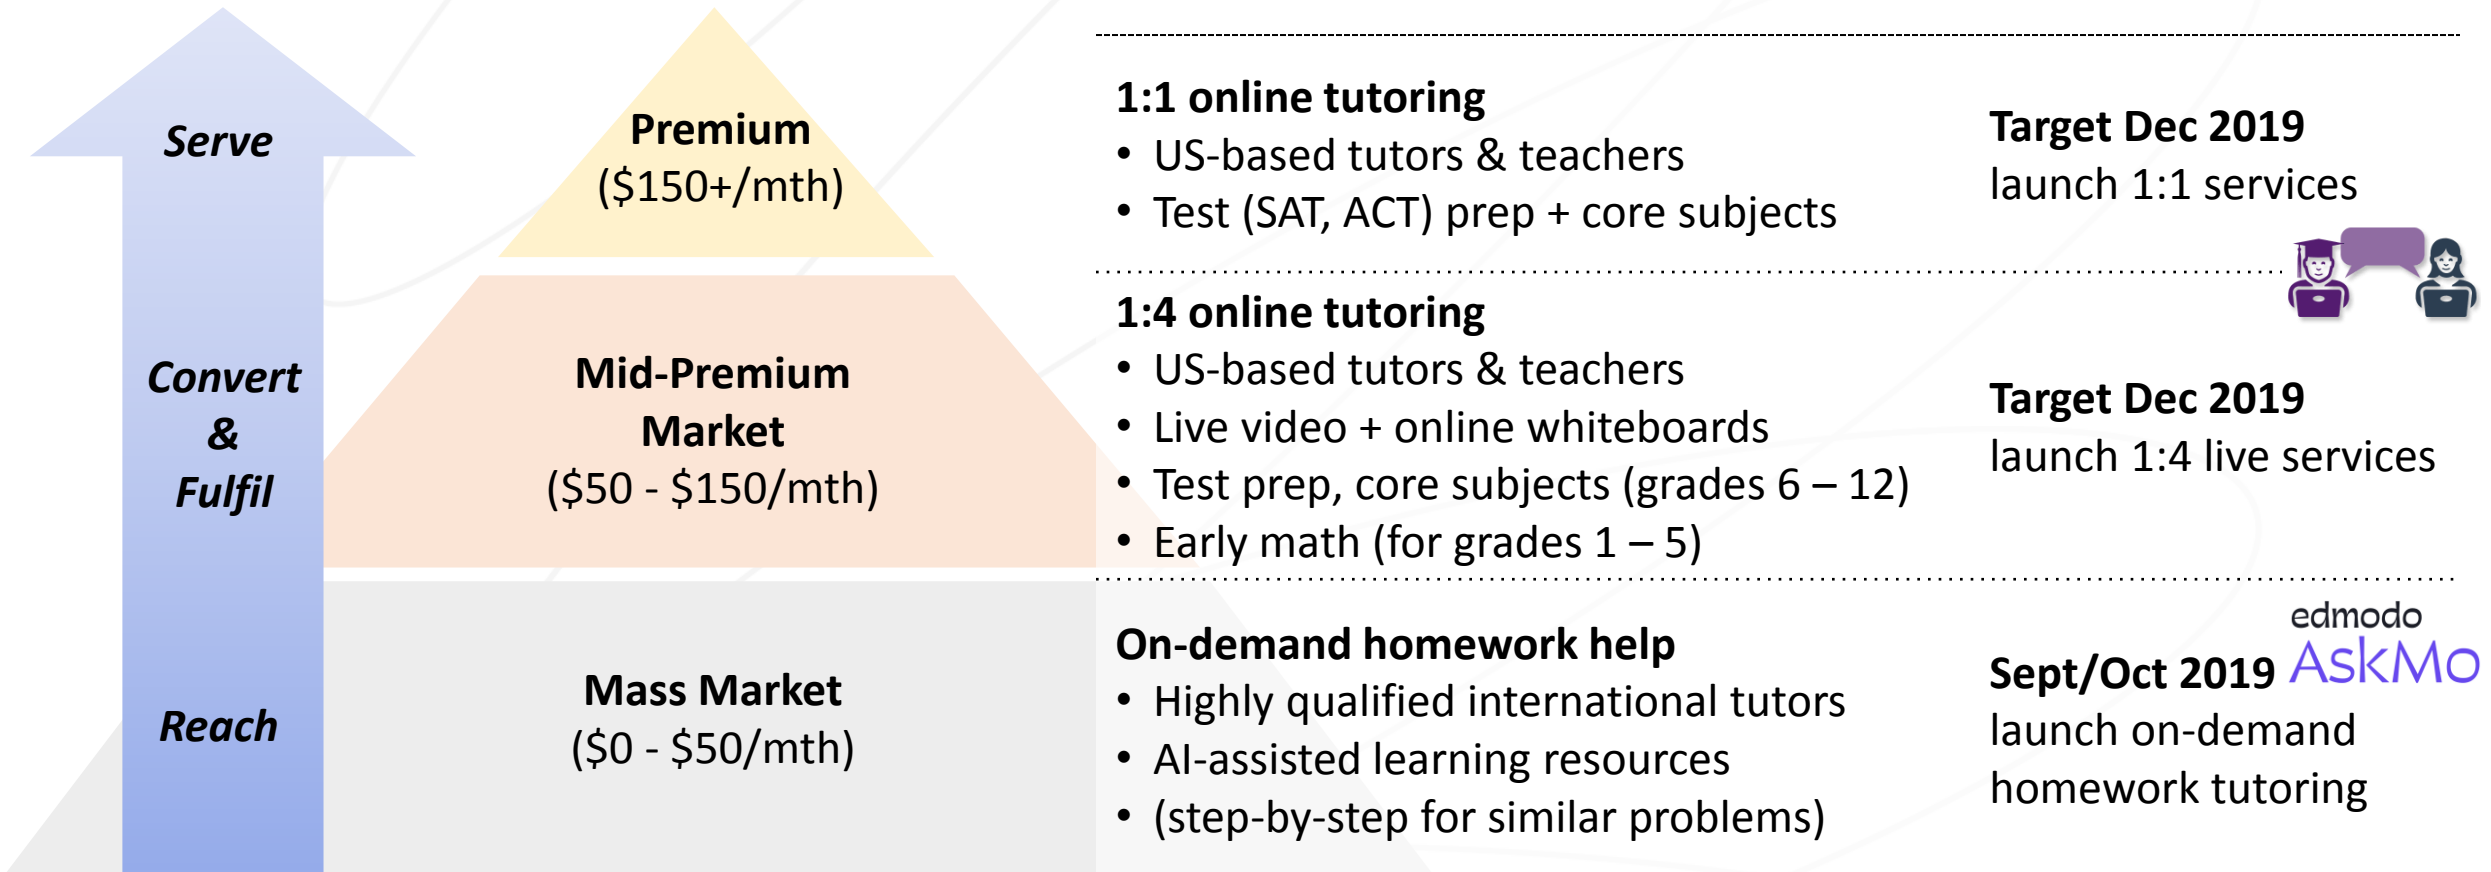 Serve
Premium
($150+/mth)
1:1 online tutoring
• US-based tutors & teachers
• Test (SAT, ACT) prep + core subjects
Target Dec 2019
launch 1:1 services
Convert
&
Fulfil
Mid-Premium
Market
($50 - $150/mth)
1:4 online tutoring
• US-based tutors & teachers
• Live video + online whiteboards
• Test prep, core subjects (grades 6 – 12)
• Early math (for grades 1 – 5)
Target Dec 2019
launch 1:4 live services
Reach
Mass Market
($0 - $50/mth)
On-demand homework help
• Highly qualified international tutors
• AI-assisted learning resources
• (step-by-step for similar problems)
edmodo
AskMo
Sept/Oct 2019
launch on-demand
homework tutoring